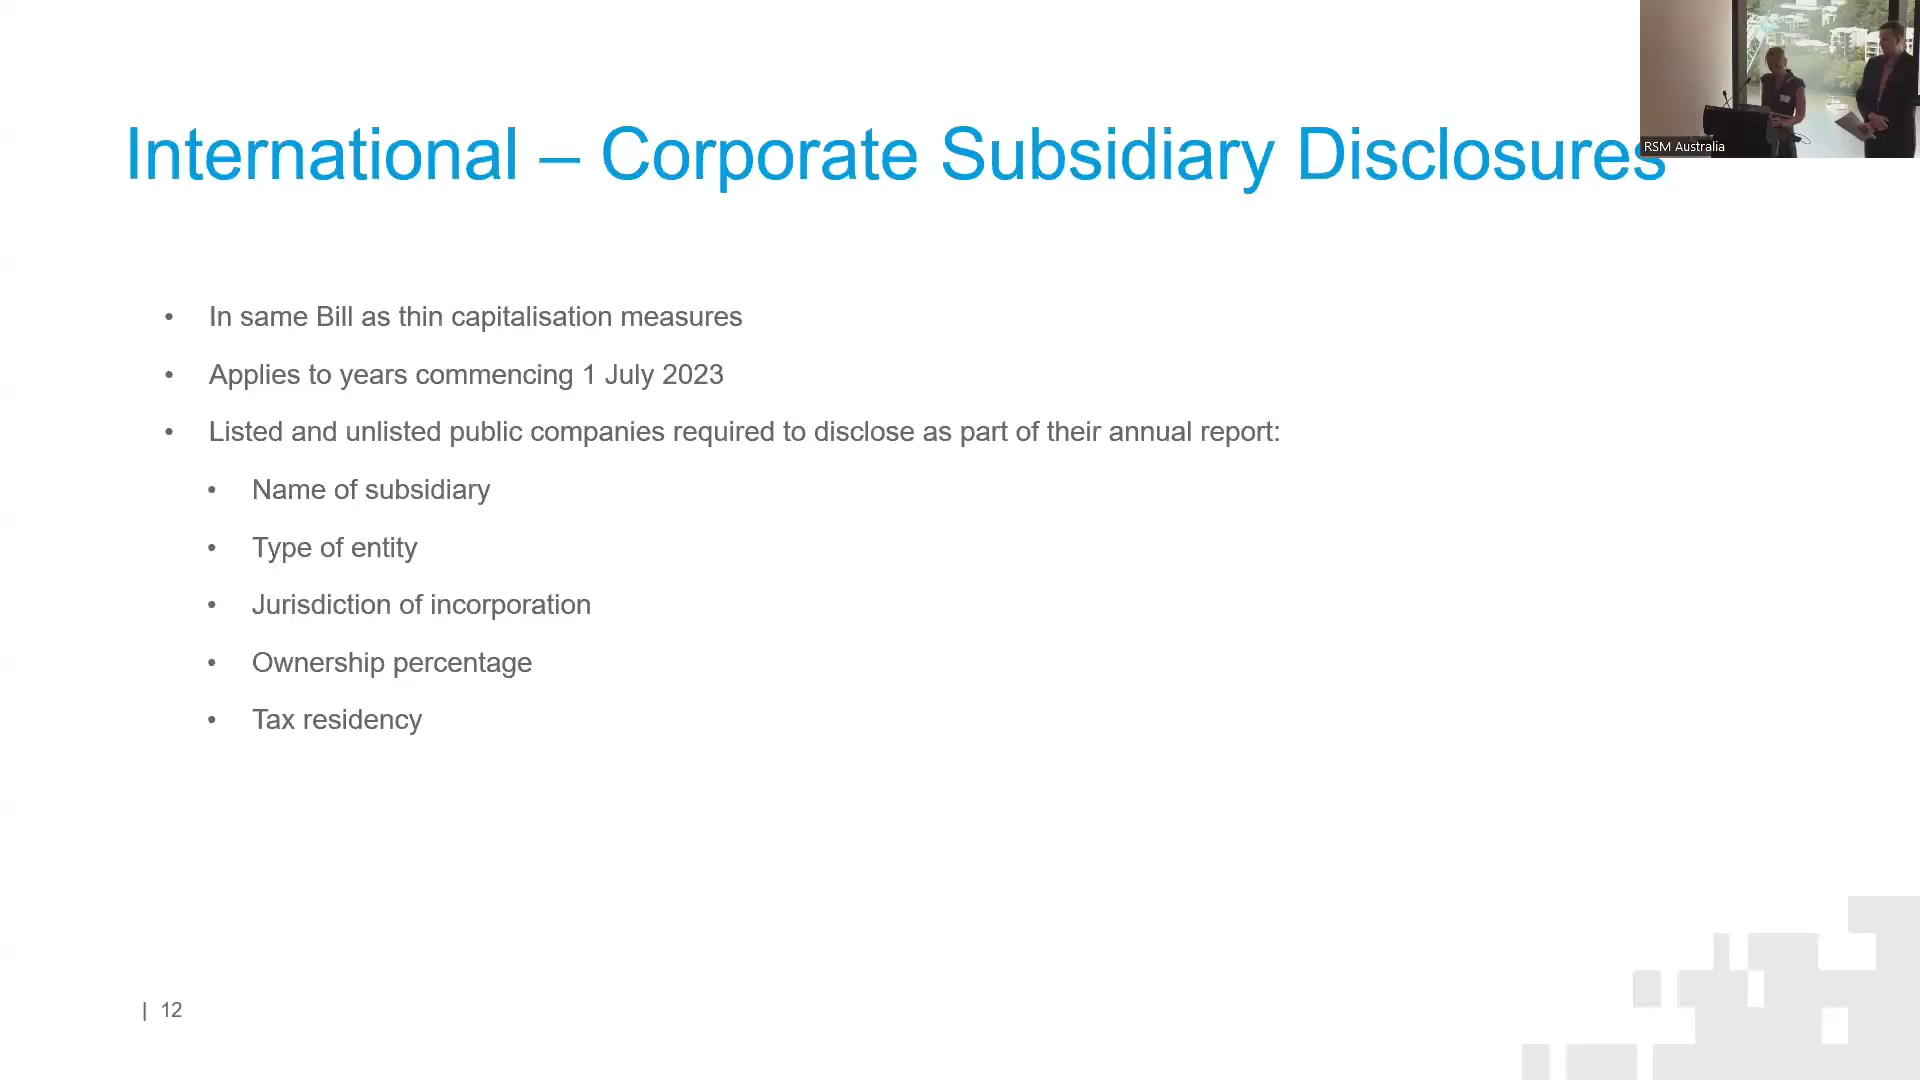 International – Corporate Subsidiary Disclosures
RSM Australia
• In same Bill as thin capitalisation measures
• Applies to years commencing 1 July 2023
• Listed and unlisted public companies required to disclose as part of their annual report:
• Name of subsidiary
• Type of entity
• Jurisdiction of incorporation
• Ownership percentage
• Tax residency
| 12